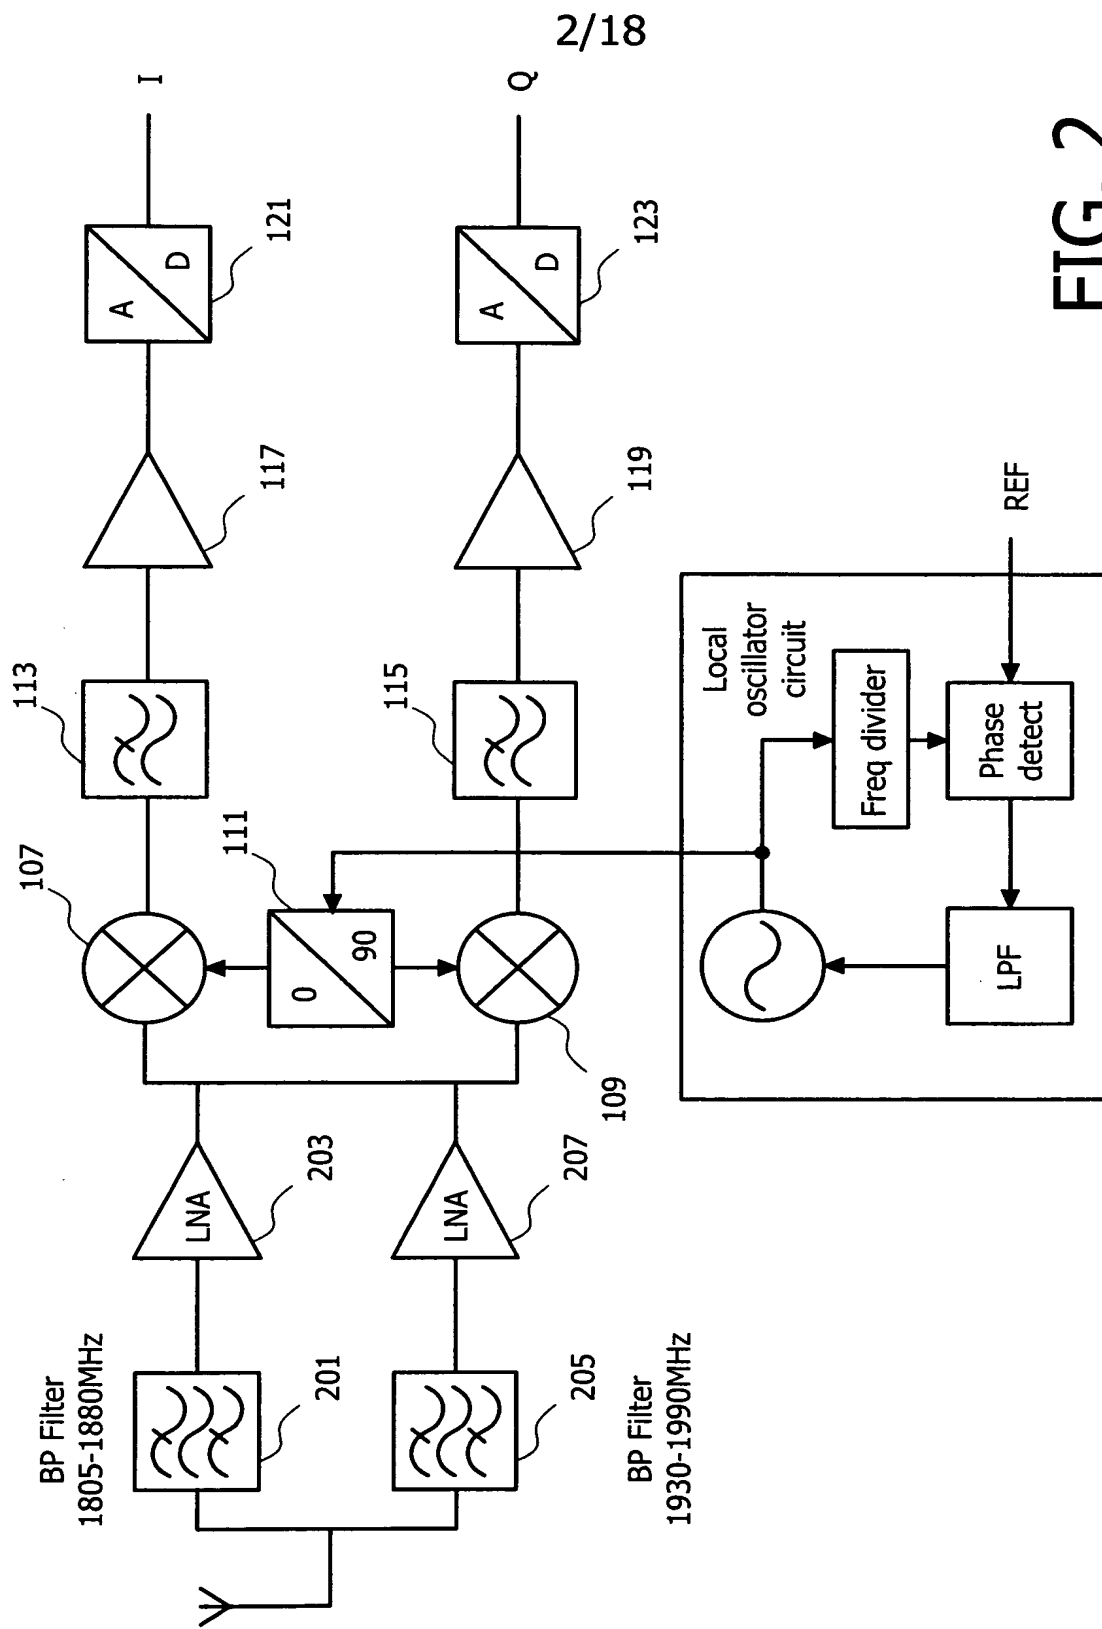 2/18
BP Filter
1805-1880MHz
201
LNA
203
BP Filter
1930-1990MHz
205
LNA
207
107
109
0
90
111
113
115
117
119
A
D
121
A
D
123
I
Q
Local
oscillator
circuit
Freq divider
Phase
detect
LPF
REF
FIG. 2